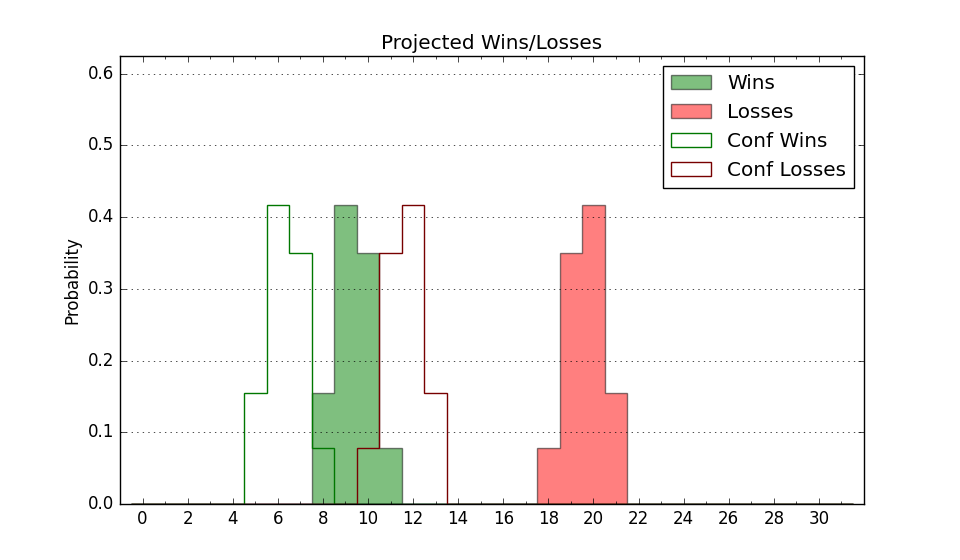 Projected Wins/Losses
0.6
0.5
0.4
0.3
0.2
0.1
0.0
Probability
Wins
Losses
Conf Wins
Conf Losses
0 2 4 6 8 10 12 14 16 18 20 22 24 26 28 30